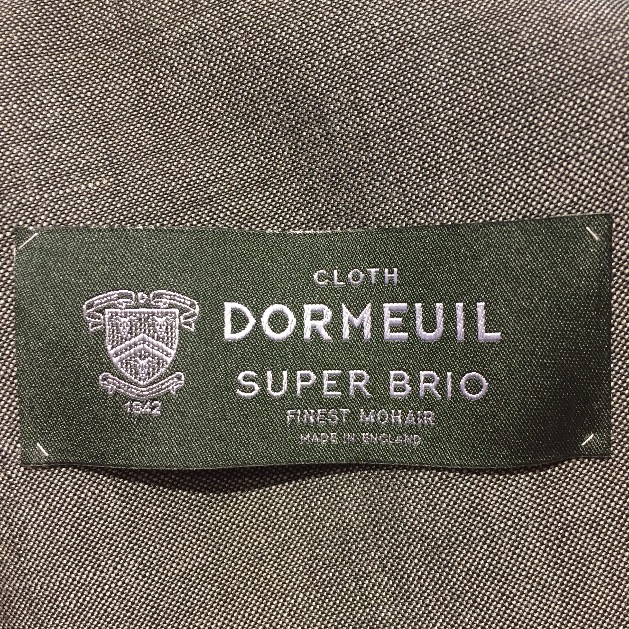 CLOTH
DORMEUIL
SUPER BRIO
FINEST MOHAIR
MADE IN ENGLAND
D
1842